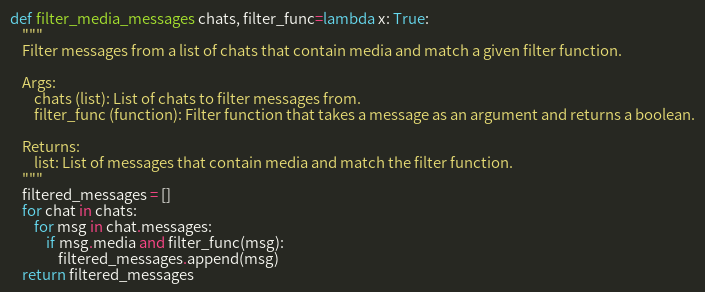 def filter_media_messages chats, filter_func=lambda x: True:
"""
Filter messages from a list of chats that contain media and match a given filter function.
Args:
chats (list): List of chats to filter messages from.
filter_func (function): Filter function that takes a message as an argument and returns a boolean.
Returns:
list: List of messages that contain media and match the filter function.
"""
filtered_messages = []
for chat in chats:
for msg in chat.messages:
if msg.media and filter_func(msg):
filtered_messages.append(msg)
return filtered_messages